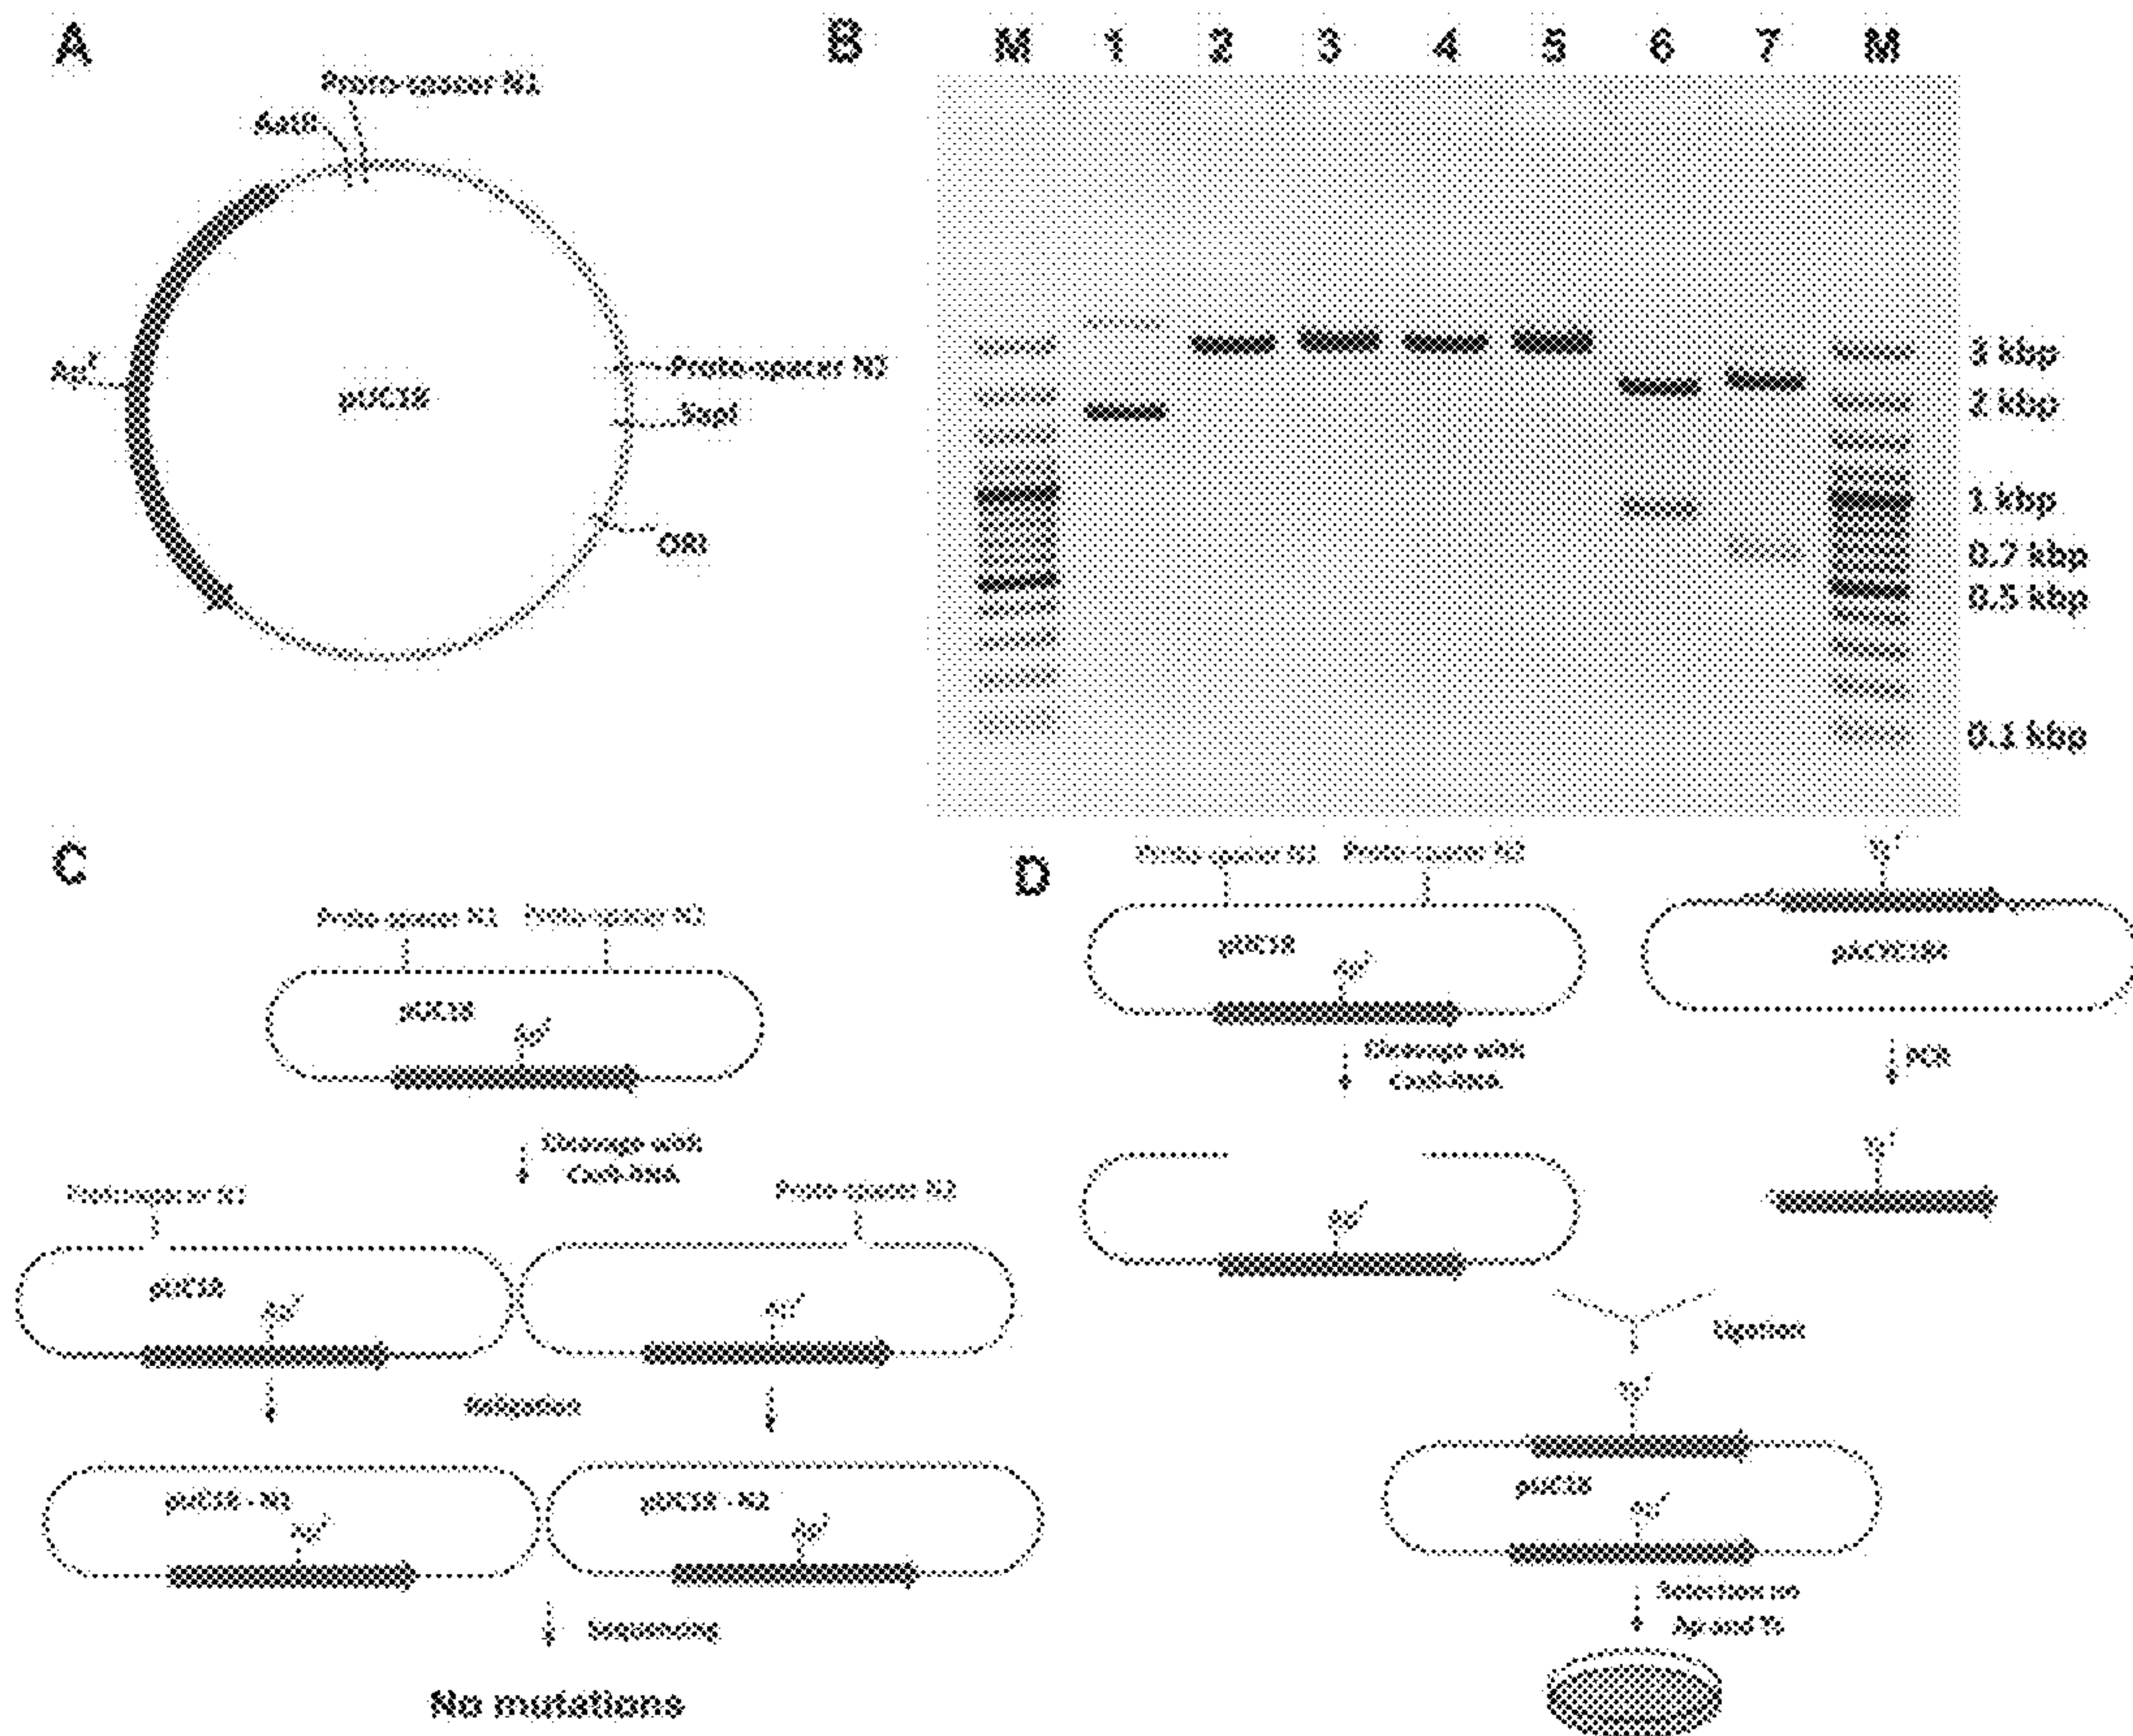 A
Proto-spacer N1
AatII
Ap^r
pUC18
Proto-spacer N2
SapI
ORI
B
M 1 2 3 4 5 6 7 M
3 kbp
2 kbp
1 kbp
0.7 kbp
0.5 kbp
0.1 kbp
C
Proto-spacer N1 Proto-spacer N2
pUC18
Ap^r
Cleavage with
Cas9-RNA
Proto-spacer N1 Proto-spacer N2
pUC18
Ap^r Ap^r
Religation
pUC18 - N1 pUC18 - N2
Ap^r Ap^r
Sequencing
No mutations
D
Proto-spacer N1 Proto-spacer N2
Tc^r
pUC18
Ap^r
pACYC184
Cleavage with
Cas9-RNA
PCR
Tc^r
Ap^r
Ligation
Tc^r
pUC18
Ap^r
Selection on
Ap and Tc